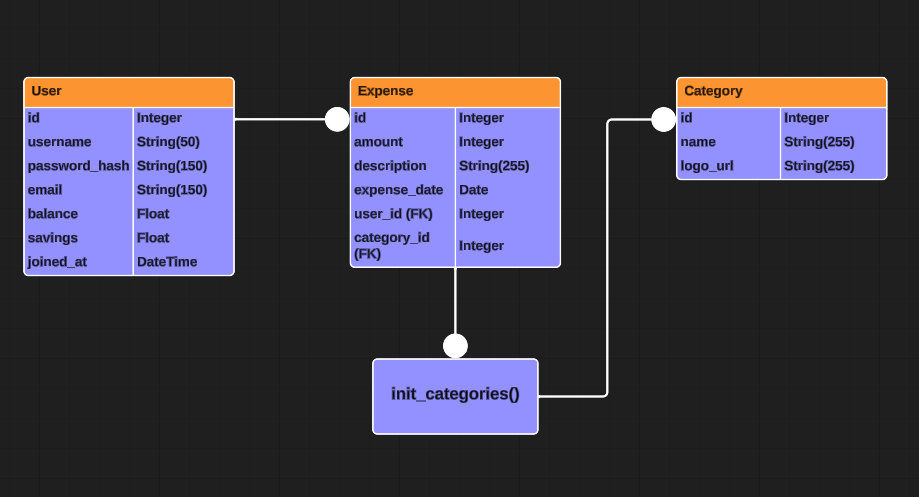 User
id Integer
username String(50)
password_hash String(150)
email String(150)
balance Float
savings Float
joined_at DateTime
Expense
id Integer
amount Integer
description String(255)
expense_date Date
user_id (FK) Integer
category_id
(FK) Integer
Category
id Integer
name String(255)
logo_url String(255)
init_categories()